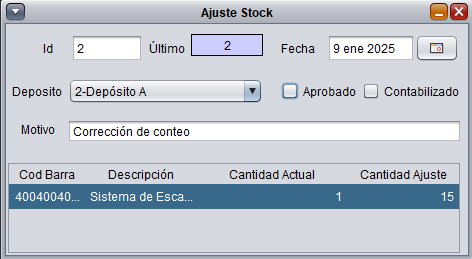 Ajuste Stock
Id 2 Último 2 Fecha 9 ene 2025
Deposito 2-Depósito A Aprobado Contabilizado
Motivo Corrección de conteo
Cod Barra Descripción Cantidad Actual Cantidad Ajuste
40040040... Sistema de Esca... 1 15